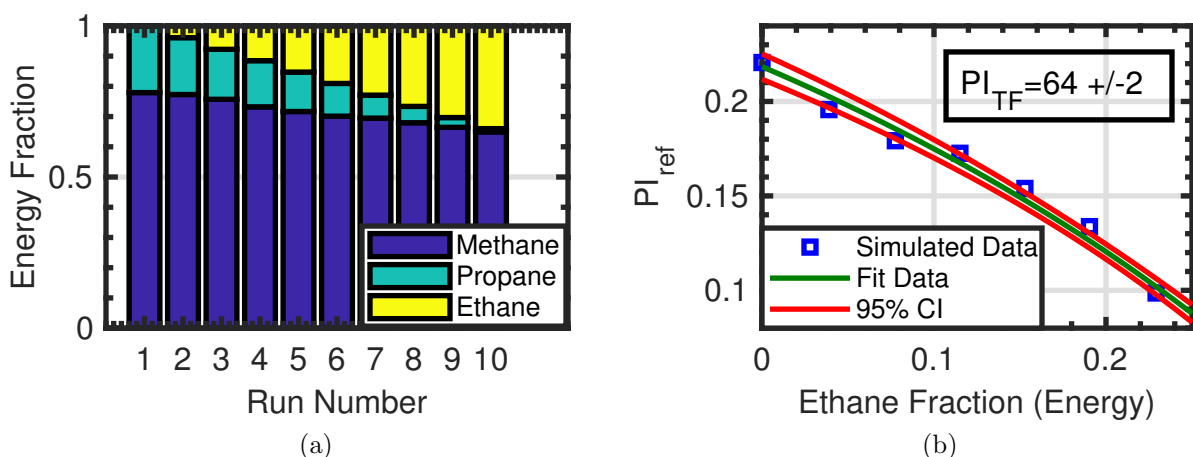 1
0.5
0
Energy Fraction
Methane
Propane
Ethane
1 2 3 4 5 6 7 8 9 10
Run Number
(a)
0.2
0.15
0.1
PI_ref
PI_TF=64 +/-2
Simulated Data
Fit Data
95% CI
0 0.1 0.2
Ethane Fraction (Energy)
(b)